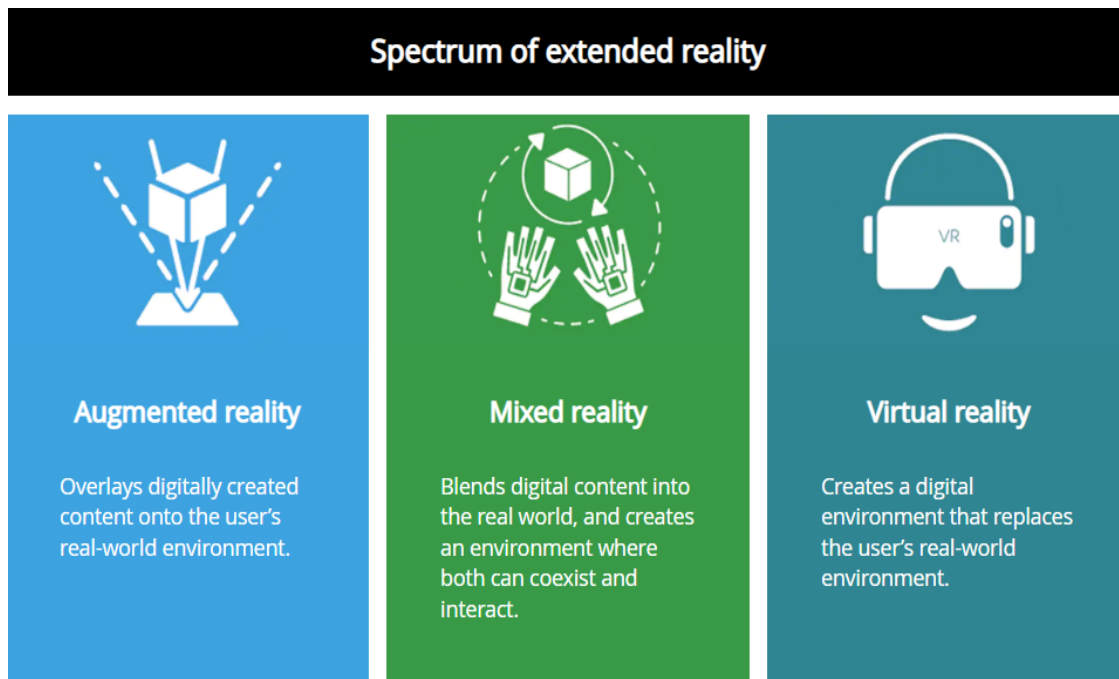 Spectrum of extended reality
VR
Augmented reality
Overlays digitally created
content onto the user’s
real-world environment.
Mixed reality
Blends digital content into
the real world, and creates
an environment where
both can coexist and
interact.
Virtual reality
Creates a digital
environment that replaces
the user’s real-world
environment.